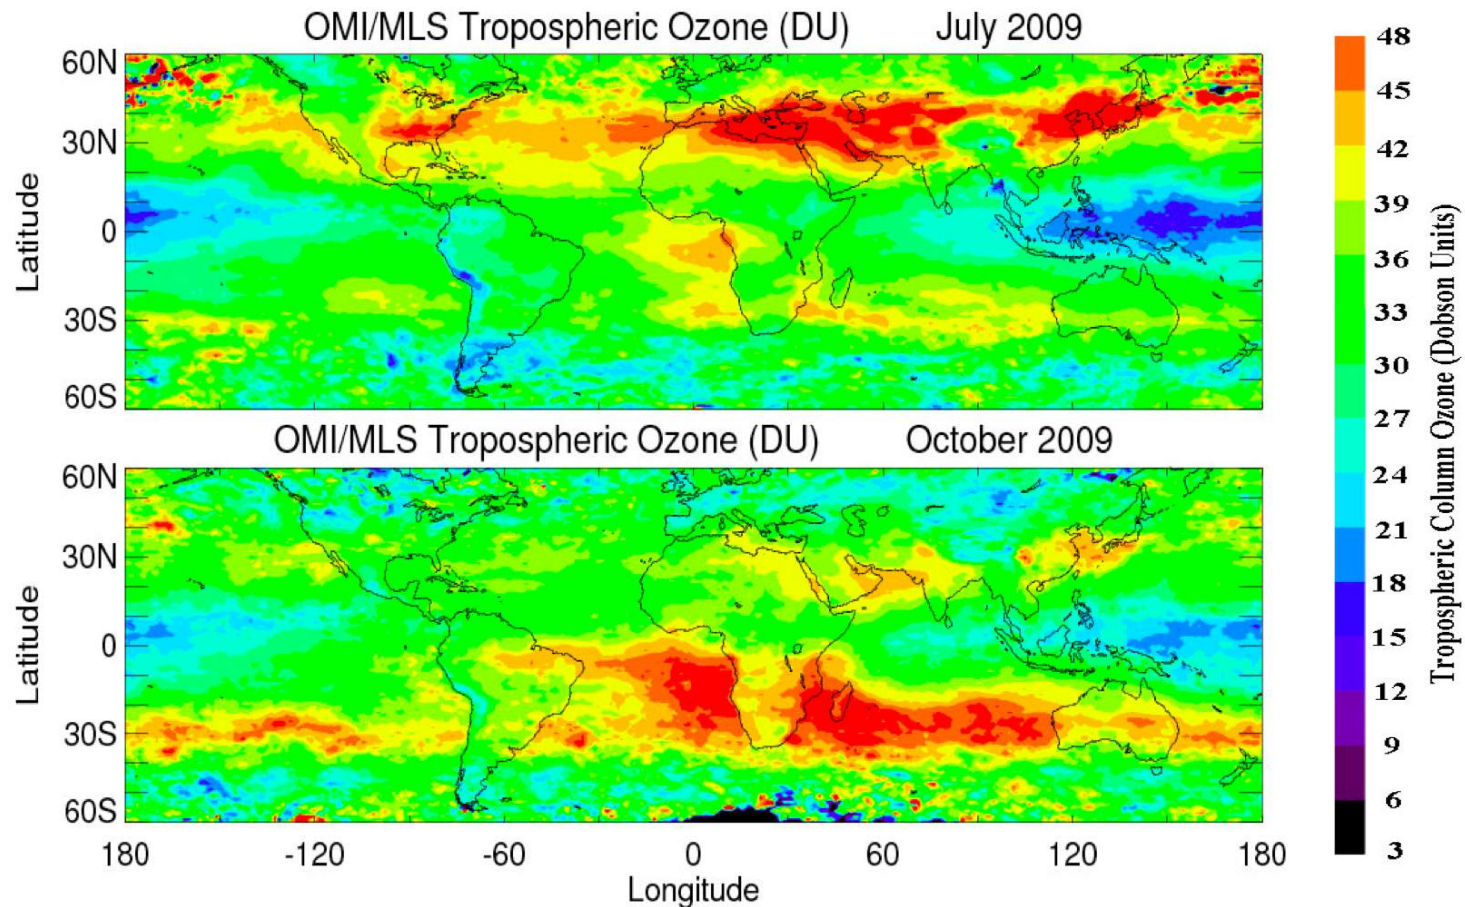 OMI/MLS Tropospheric Ozone (DU) July 2009
60N
30N
0
30S
60S
Latitude
OMI/MLS Tropospheric Ozone (DU) October 2009
60N
30N
0
30S
60S
Latitude
180 -120 -60 0 60 120 180
Longitude
48
45
42
39
36
33
30
27
24
21
18
15
12
9
6
3
Tropospheric Column Ozone (Dobson Units)